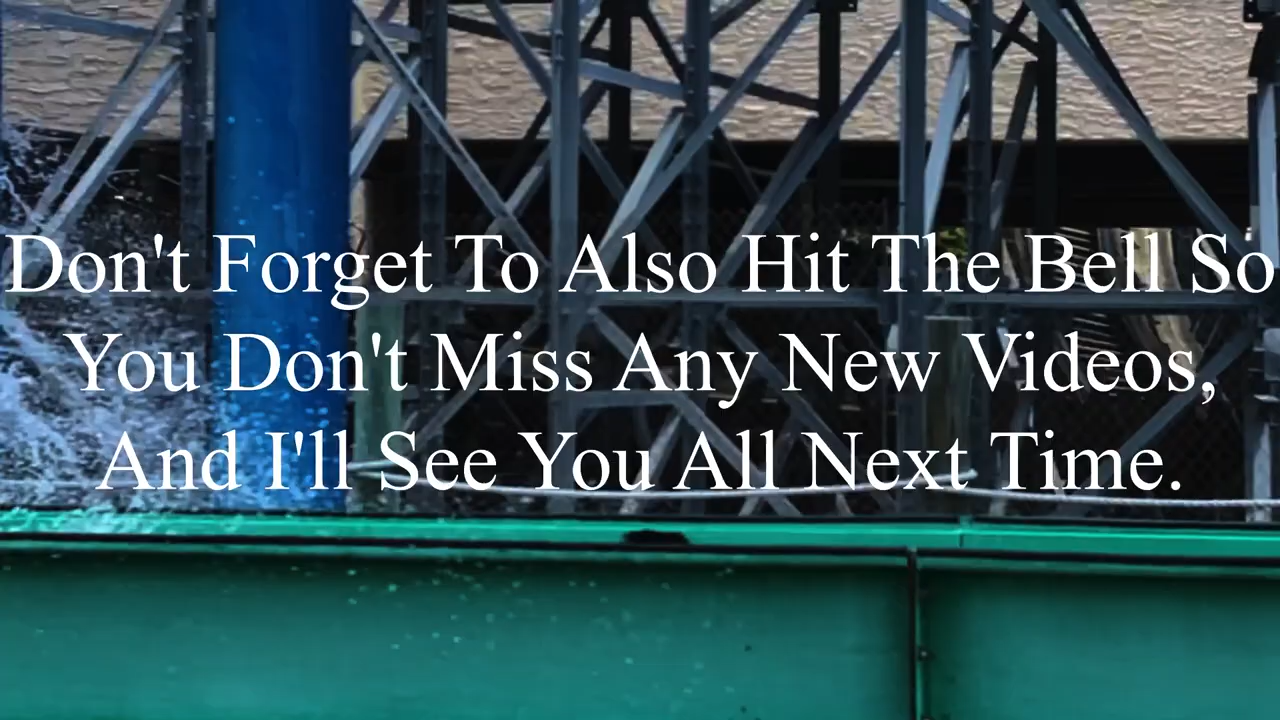 Don't Forget To Also Hit The Bell So
You Don't Miss Any New Videos,
And I'll See You All Next Time.